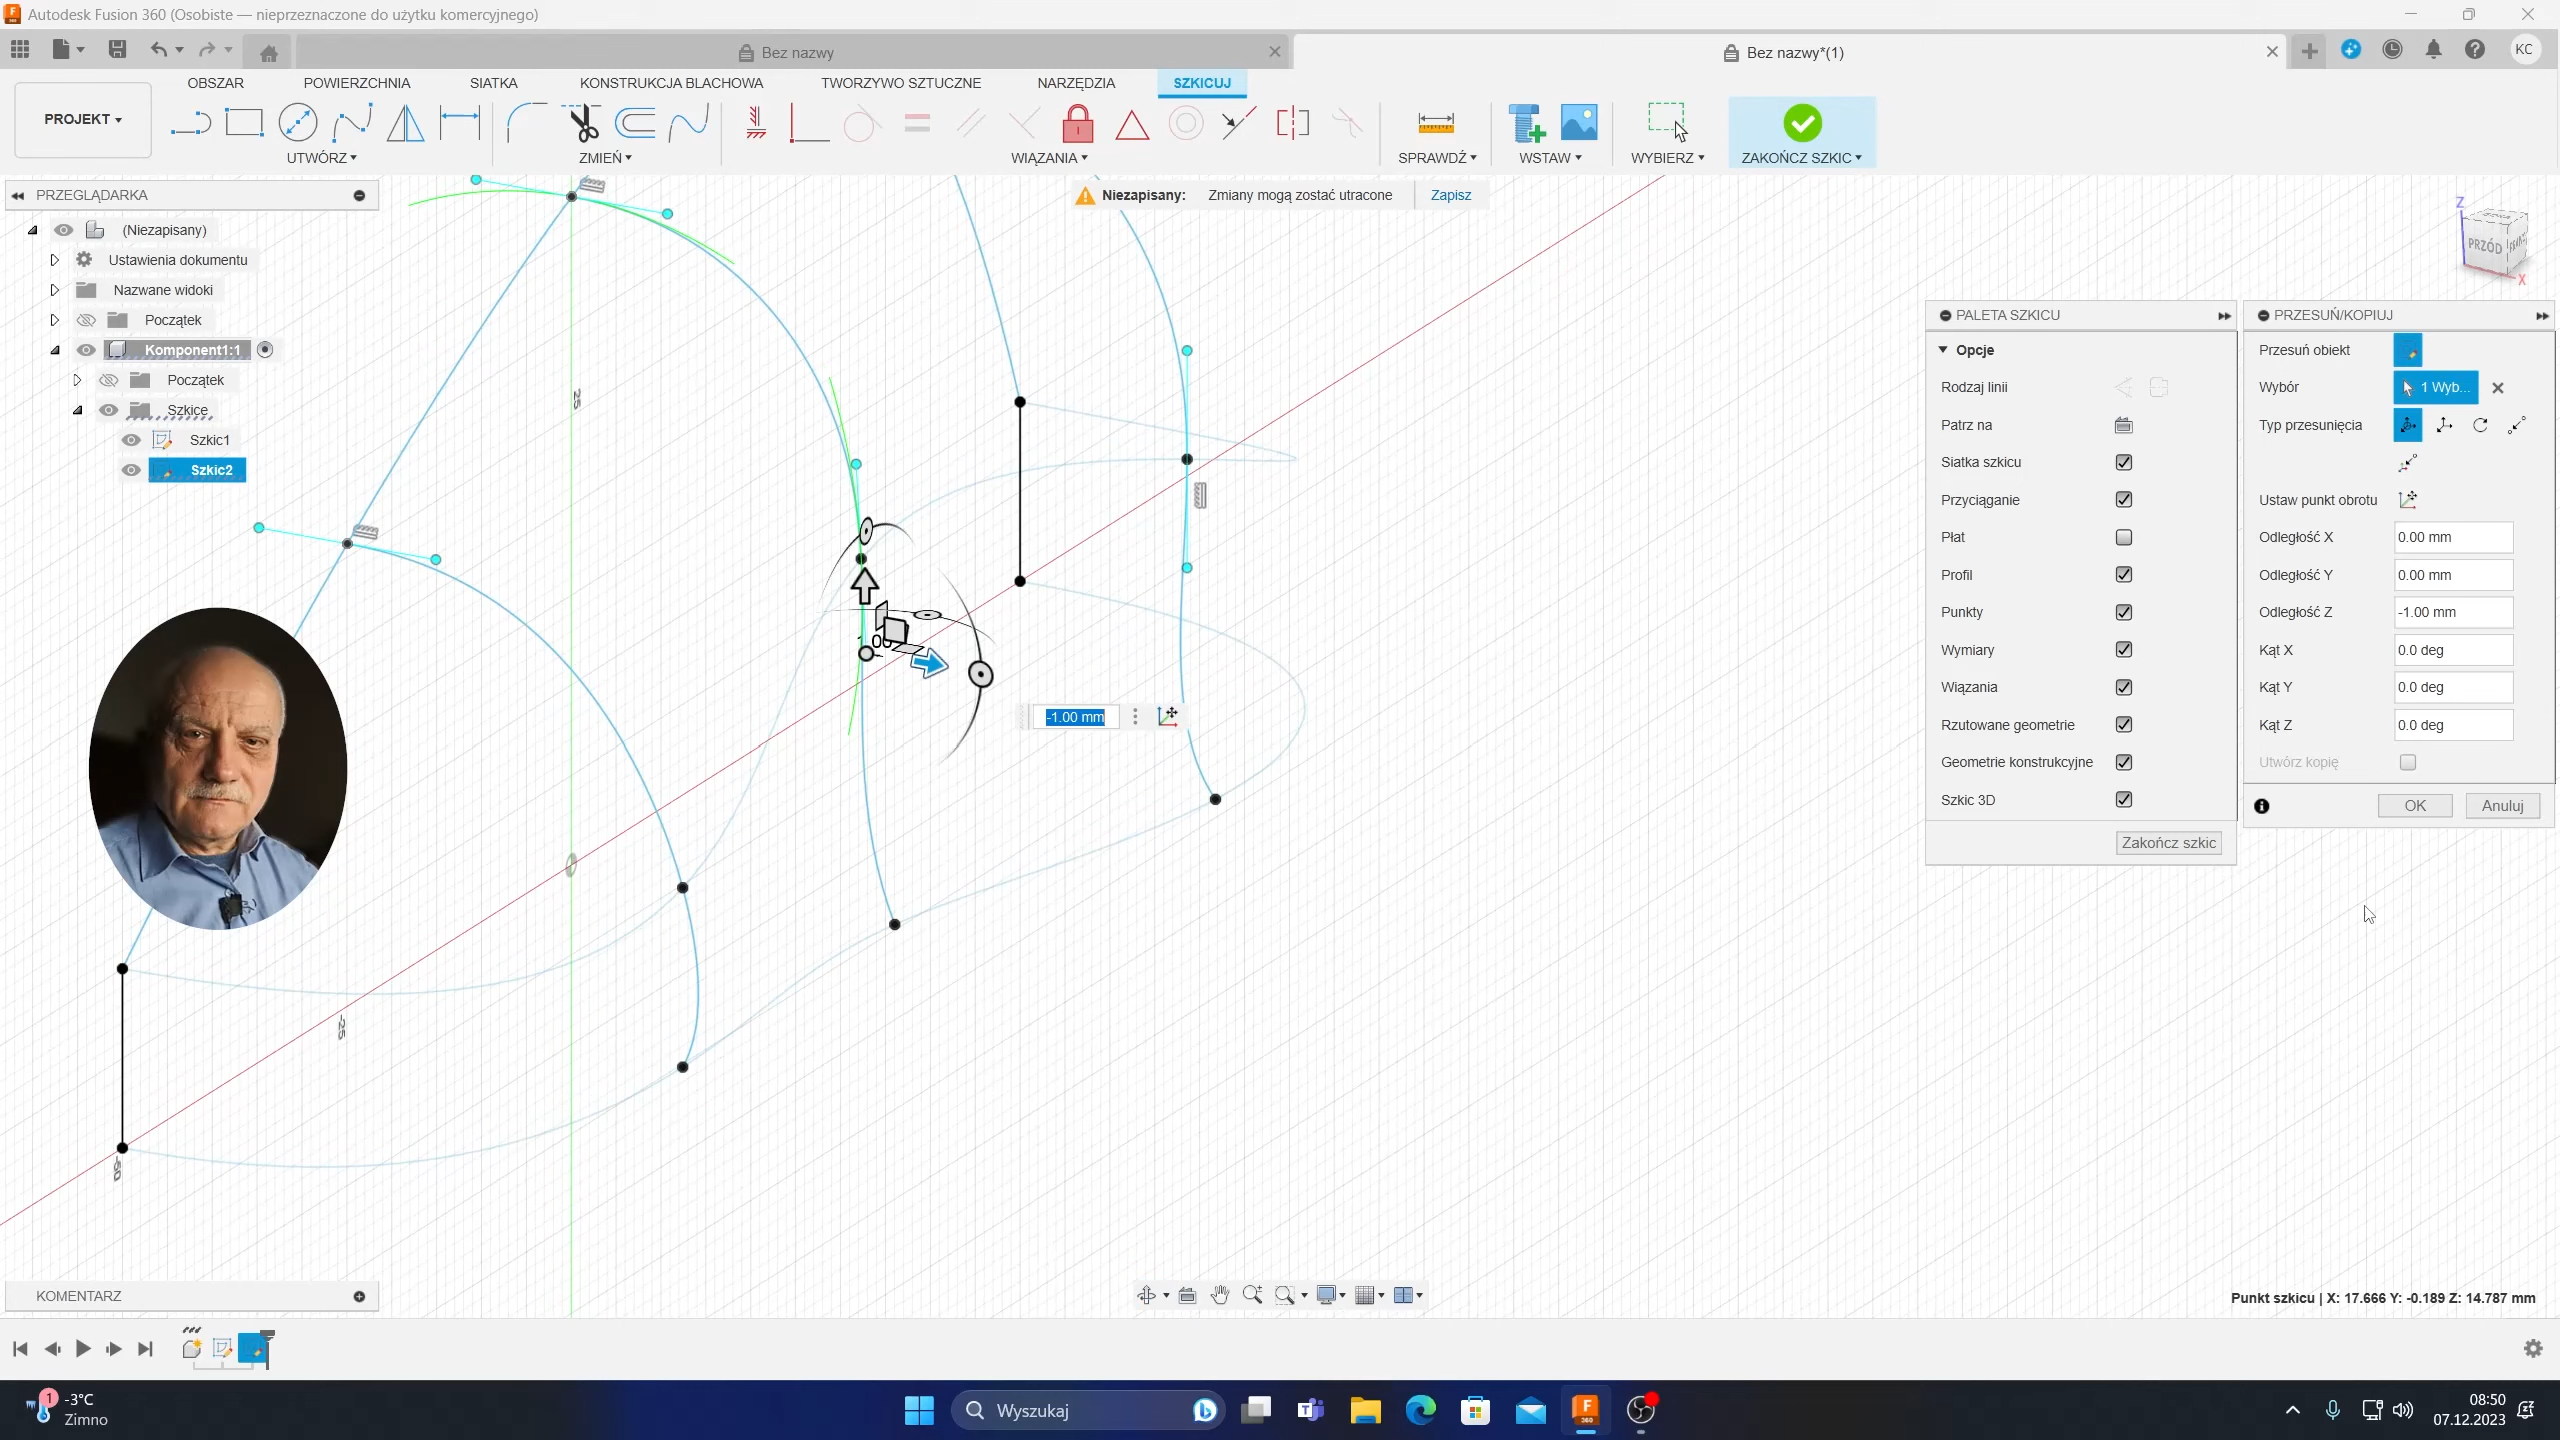 Autodesk Fusion 360 (Osobiste — nieprzeznaczone do użytku komercyjnego)
Bez nazwy
Bez nazwy*(1)
KC
OBSZAR
POWIERZCHNIA
SIATKA
KONSTRUKCJA BLACHOWA
TWORZYWO SZTUCZNE
NARZĘDZIA
SZKICUJ
PROJEKT
UTWÓRZ
ZMIEŃ
WIĄZANIA
SPRAWDŹ
WSTAW
WYBIERZ
ZAKOŃCZ SZKIC
Niezapisany: Zmiany mogą zostać utracone Zapisz
PRZEGLĄDARKA
(Niezapisany)
Ustawienia dokumentu
Nazwane widoki
Początek
Komponent1:1
Początek
Szkice
Szkic1
Szkic2
25
-25
-50
-1.00 mm
Z
PRZÓD
X
PALETA SZKICU
Opcje
Rodzaj linii
Patrz na
Siatka szkicu
Przyciąganie
Płat
Profil
Punkty
Wymiary
Wiązania
Rzutowane geometrie
Geometrie konstrukcyjne
Szkic 3D
Zakończ szkic
PRZESUŃ/KOPIUJ
Przesuń obiekt
Wybór 1 Wyb...
Typ przesunięcia
Ustaw punkt obrotu
Odległość X 0.00 mm
Odległość Y 0.00 mm
Odległość Z -1.00 mm
Kąt X 0.0 deg
Kąt Y 0.0 deg
Kąt Z 0.0 deg
Utwórz kopię
OK Anuluj
KOMENTARZ
Punkt szkicu | X: 17.666 Y: -0.189 Z: 14.787 mm
1
-3°C
Zimno
Wyszukaj
F
360
08:50
07.12.2023